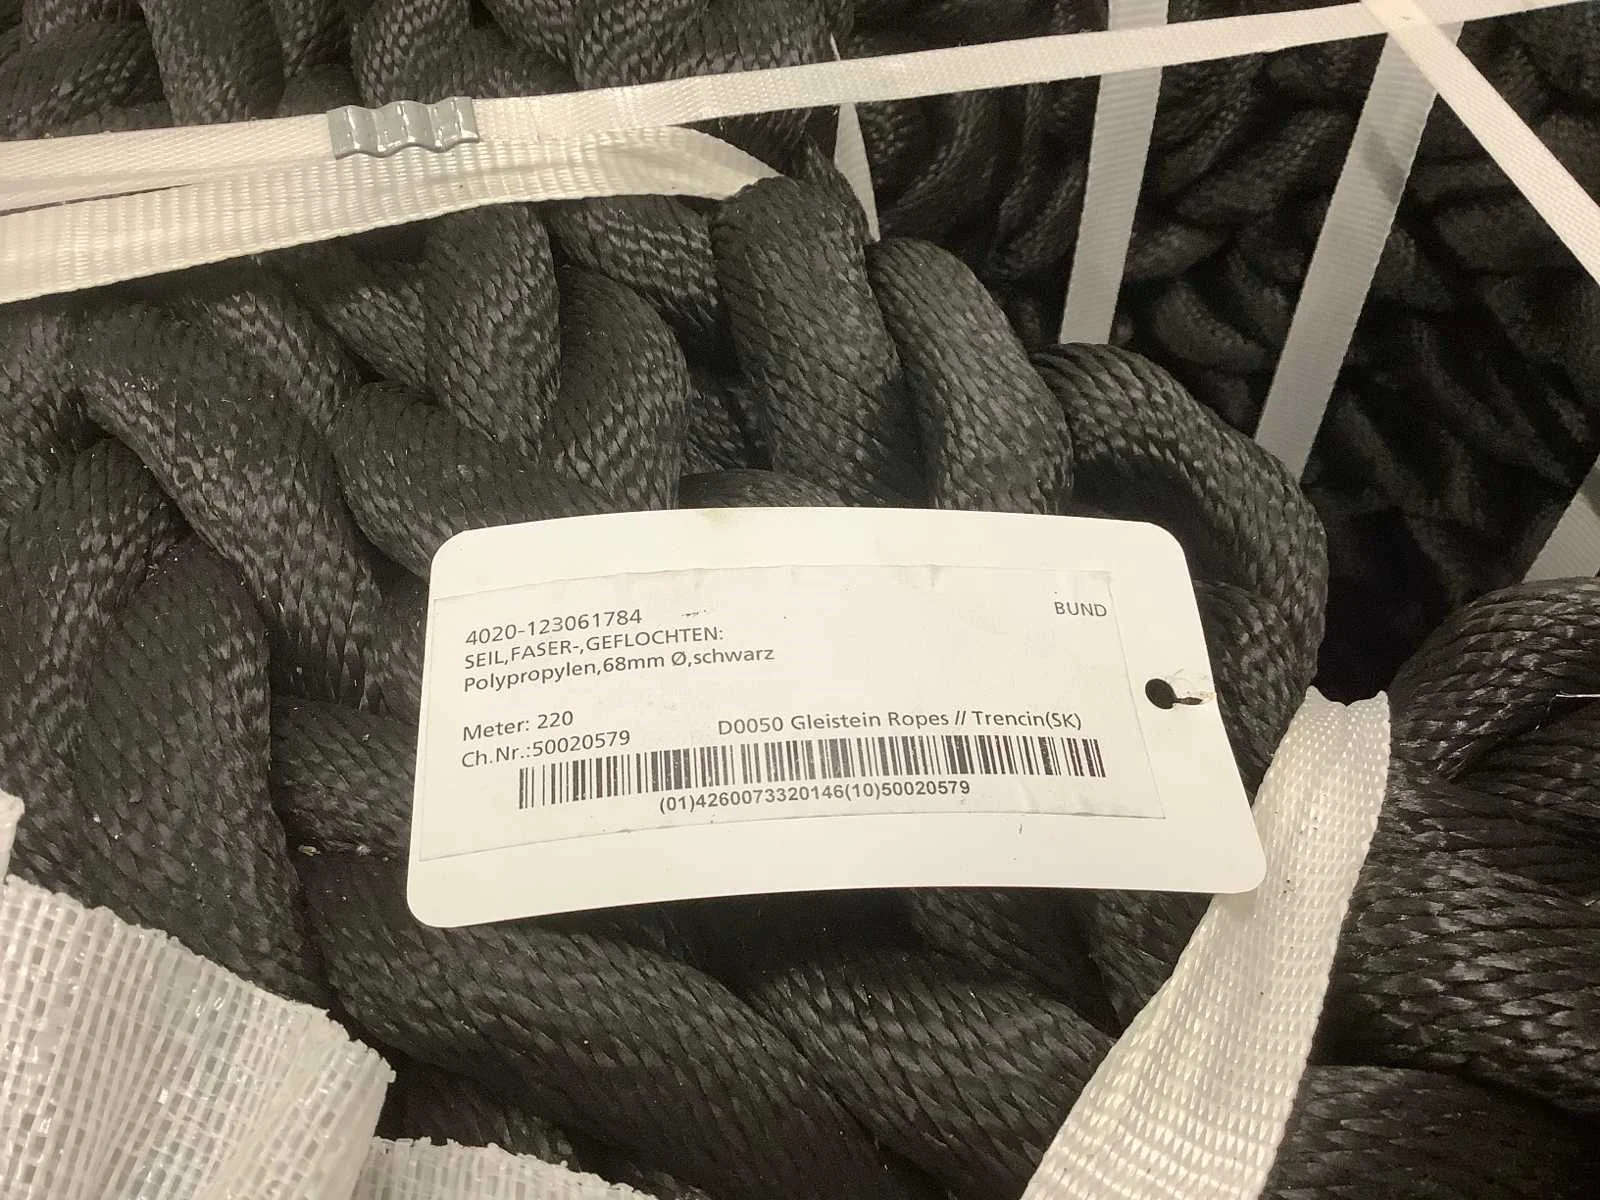 4020-123061784
BUND
SEIL,FASER-,GEFLOCHTEN:
Polypropylen,68mm Ø,schwarz
Meter: 220
Ch.Nr.:50020579
D0050 Gleistein Ropes // Trencin(SK)
(01)4260073320146(10)50020579